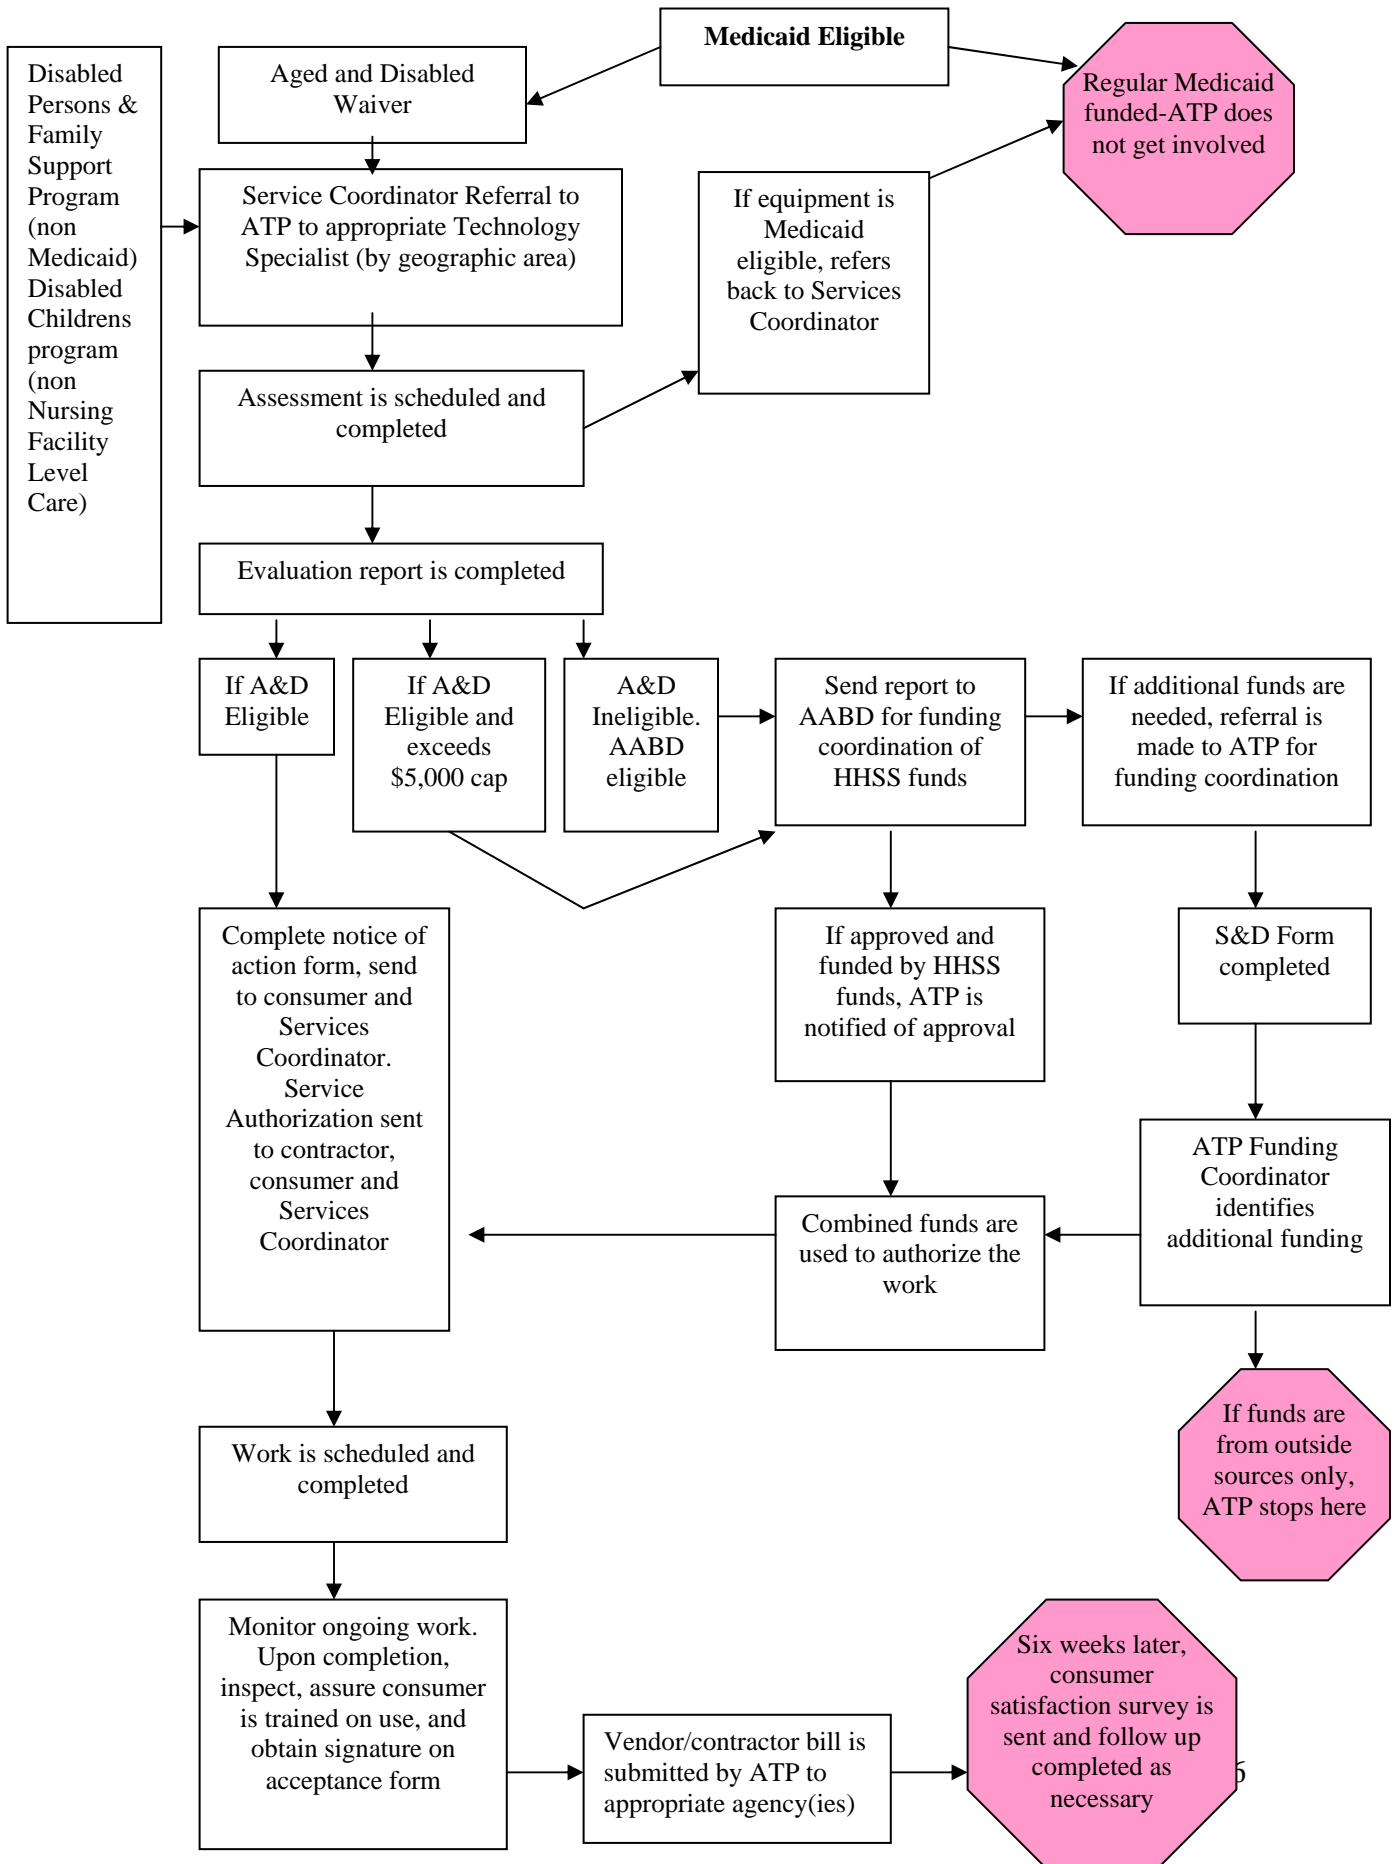 Medicaid Eligible
Disabled
Persons &
Family
Support
Program
(non
Medicaid)
Disabled
Childrens
program
(non
Nursing
Facility
Level
Care)
Aged and Disabled
Waiver
Regular Medicaid
funded-ATP does
not get involved
Service Coordinator Referral to
ATP to appropriate Technology
Specialist (by geographic area)
If equipment is
Medicaid
eligible, refers
back to Services
Coordinator
Assessment is scheduled and
completed
Evaluation report is completed
If A&D
Eligible
If A&D
Eligible and
exceeds
$5,000 cap
A&D
Ineligible.
AABD
eligible
Send report to
AABD for funding
coordination of
HHSS funds
If additional funds are
needed, referral is
made to ATP for
funding coordination
Complete notice of
action form, send
to consumer and
Services
Coordinator.
Service
Authorization sent
to contractor,
consumer and
Services
Coordinator
If approved and
funded by HHSS
funds, ATP is
notified of approval
S&D Form
completed
Combined funds are
used to authorize the
work
ATP Funding
Coordinator
identifies
additional funding
If funds are
from outside
sources only,
ATP stops here
Work is scheduled and
completed
Monitor ongoing work.
Upon completion,
inspect, assure consumer
is trained on use, and
obtain signature on
acceptance form
Vendor/contractor bill is
submitted by ATP to
appropriate agency(ies)
Six weeks later,
consumer
satisfaction survey is
sent and follow up
completed as
necessary